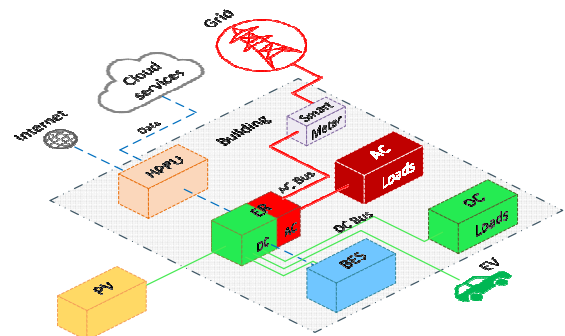 Grid
Cloud
services
Internet
Data
Building
Smart
Meter
HPPU
AC Bus
AC
Loads
ER
AC
DC
DC Bus
DC
Loads
BES
EV
PV